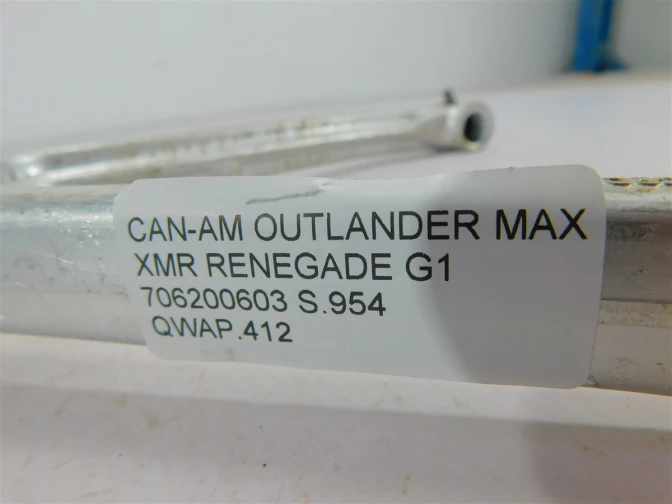 CAN-AM OUTLANDER MAX
XMR RENEGADE G1
706200603 S.954
QWAP.412